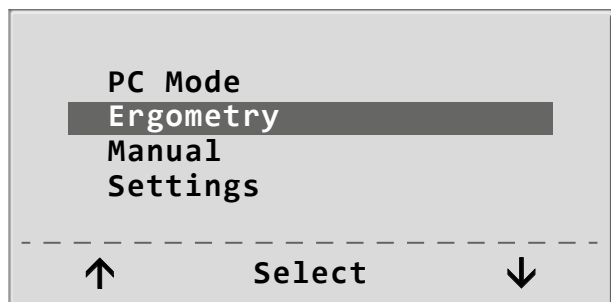 PC Mode
Ergometry
Manual
Settings
↑ Select ↓